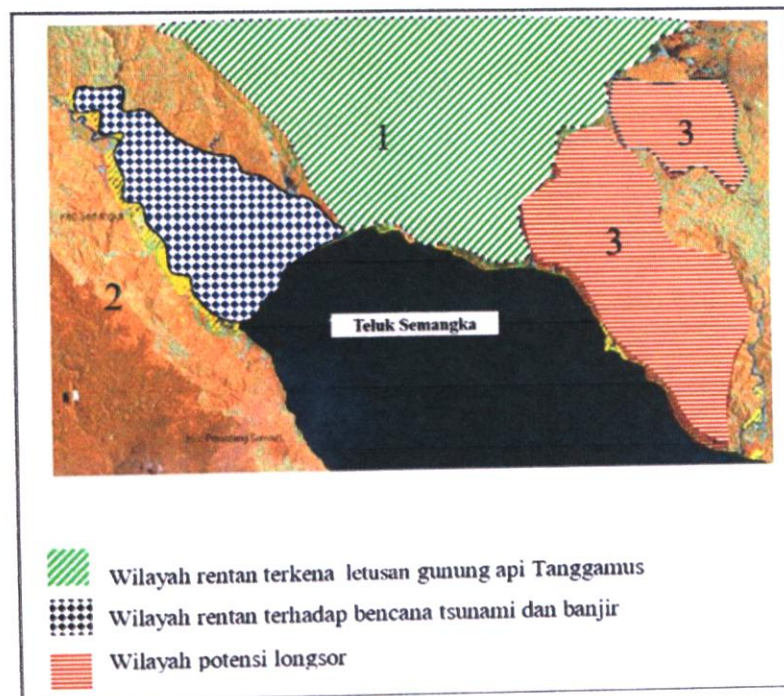 1
3
3
2
Teluk Semangka
Wilayah rentan terkena letusan gunung api Tanggamus
Wilayah rentan terhadap bencana tsunami dan banjir
Wilayah potensi longsor